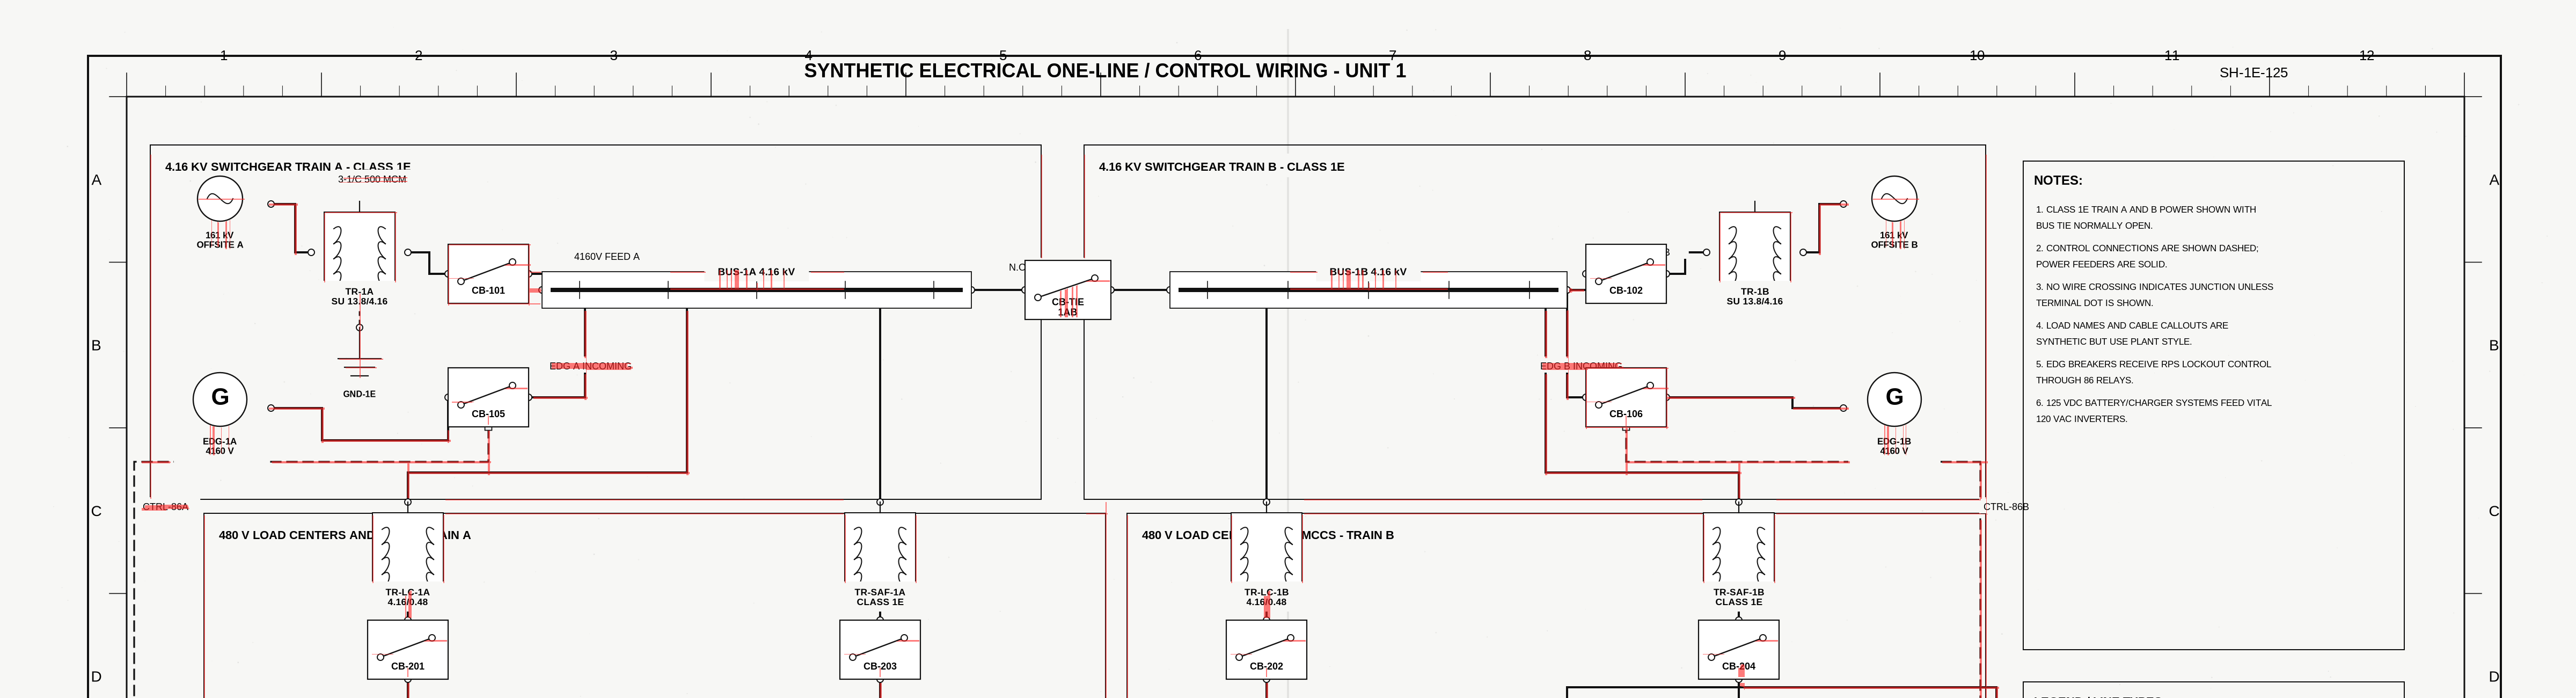 1 2 3 4 5 6 7 8 9 10 11 12
SYNTHETIC ELECTRICAL ONE-LINE / CONTROL WIRING - UNIT 1
SH-1E-125
A
A
4.16 KV SWITCHGEAR TRAIN A - CLASS 1E
3-1/C 500 MCM
161 kV
OFFSITE A
TR-1A
SU 13.8/4.16
CB-101
4160V FEED A
BUS-1A 4.16 kV
N.O
CB-TIE
1AB
4.16 KV SWITCHGEAR TRAIN B - CLASS 1E
BUS-1B 4.16 kV
CB-102
TR-1B
SU 13.8/4.16
161 kV
OFFSITE B
NOTES:
1. CLASS 1E TRAIN A AND B POWER SHOWN WITH
BUS TIE NORMALLY OPEN.
2. CONTROL CONNECTIONS ARE SHOWN DASHED;
POWER FEEDERS ARE SOLID.
3. NO WIRE CROSSING INDICATES JUNCTION UNLESS
TERMINAL DOT IS SHOWN.
4. LOAD NAMES AND CABLE CALLOUTS ARE
SYNTHETIC BUT USE PLANT STYLE.
5. EDG BREAKERS RECEIVE RPS LOCKOUT CONTROL
THROUGH 86 RELAYS.
6. 125 VDC BATTERY/CHARGER SYSTEMS FEED VITAL
120 VAC INVERTERS.
B
B
GND-1E
G
EDG-1A
4160 V
CB-105
EDG A INCOMING
EDG B INCOMING
CB-106
G
EDG-1B
4160 V
C
C
CTRL-86A
CTRL-86B
480 V LOAD CENTERS AND AIN A
TR-LC-1A
4.16/0.48
CB-201
TR-SAF-1A
CLASS 1E
CB-203
480 V LOAD CE MCCS - TRAIN B
TR-LC-1B
4.16/0.48
CB-202
TR-SAF-1B
CLASS 1E
CB-204
D
D